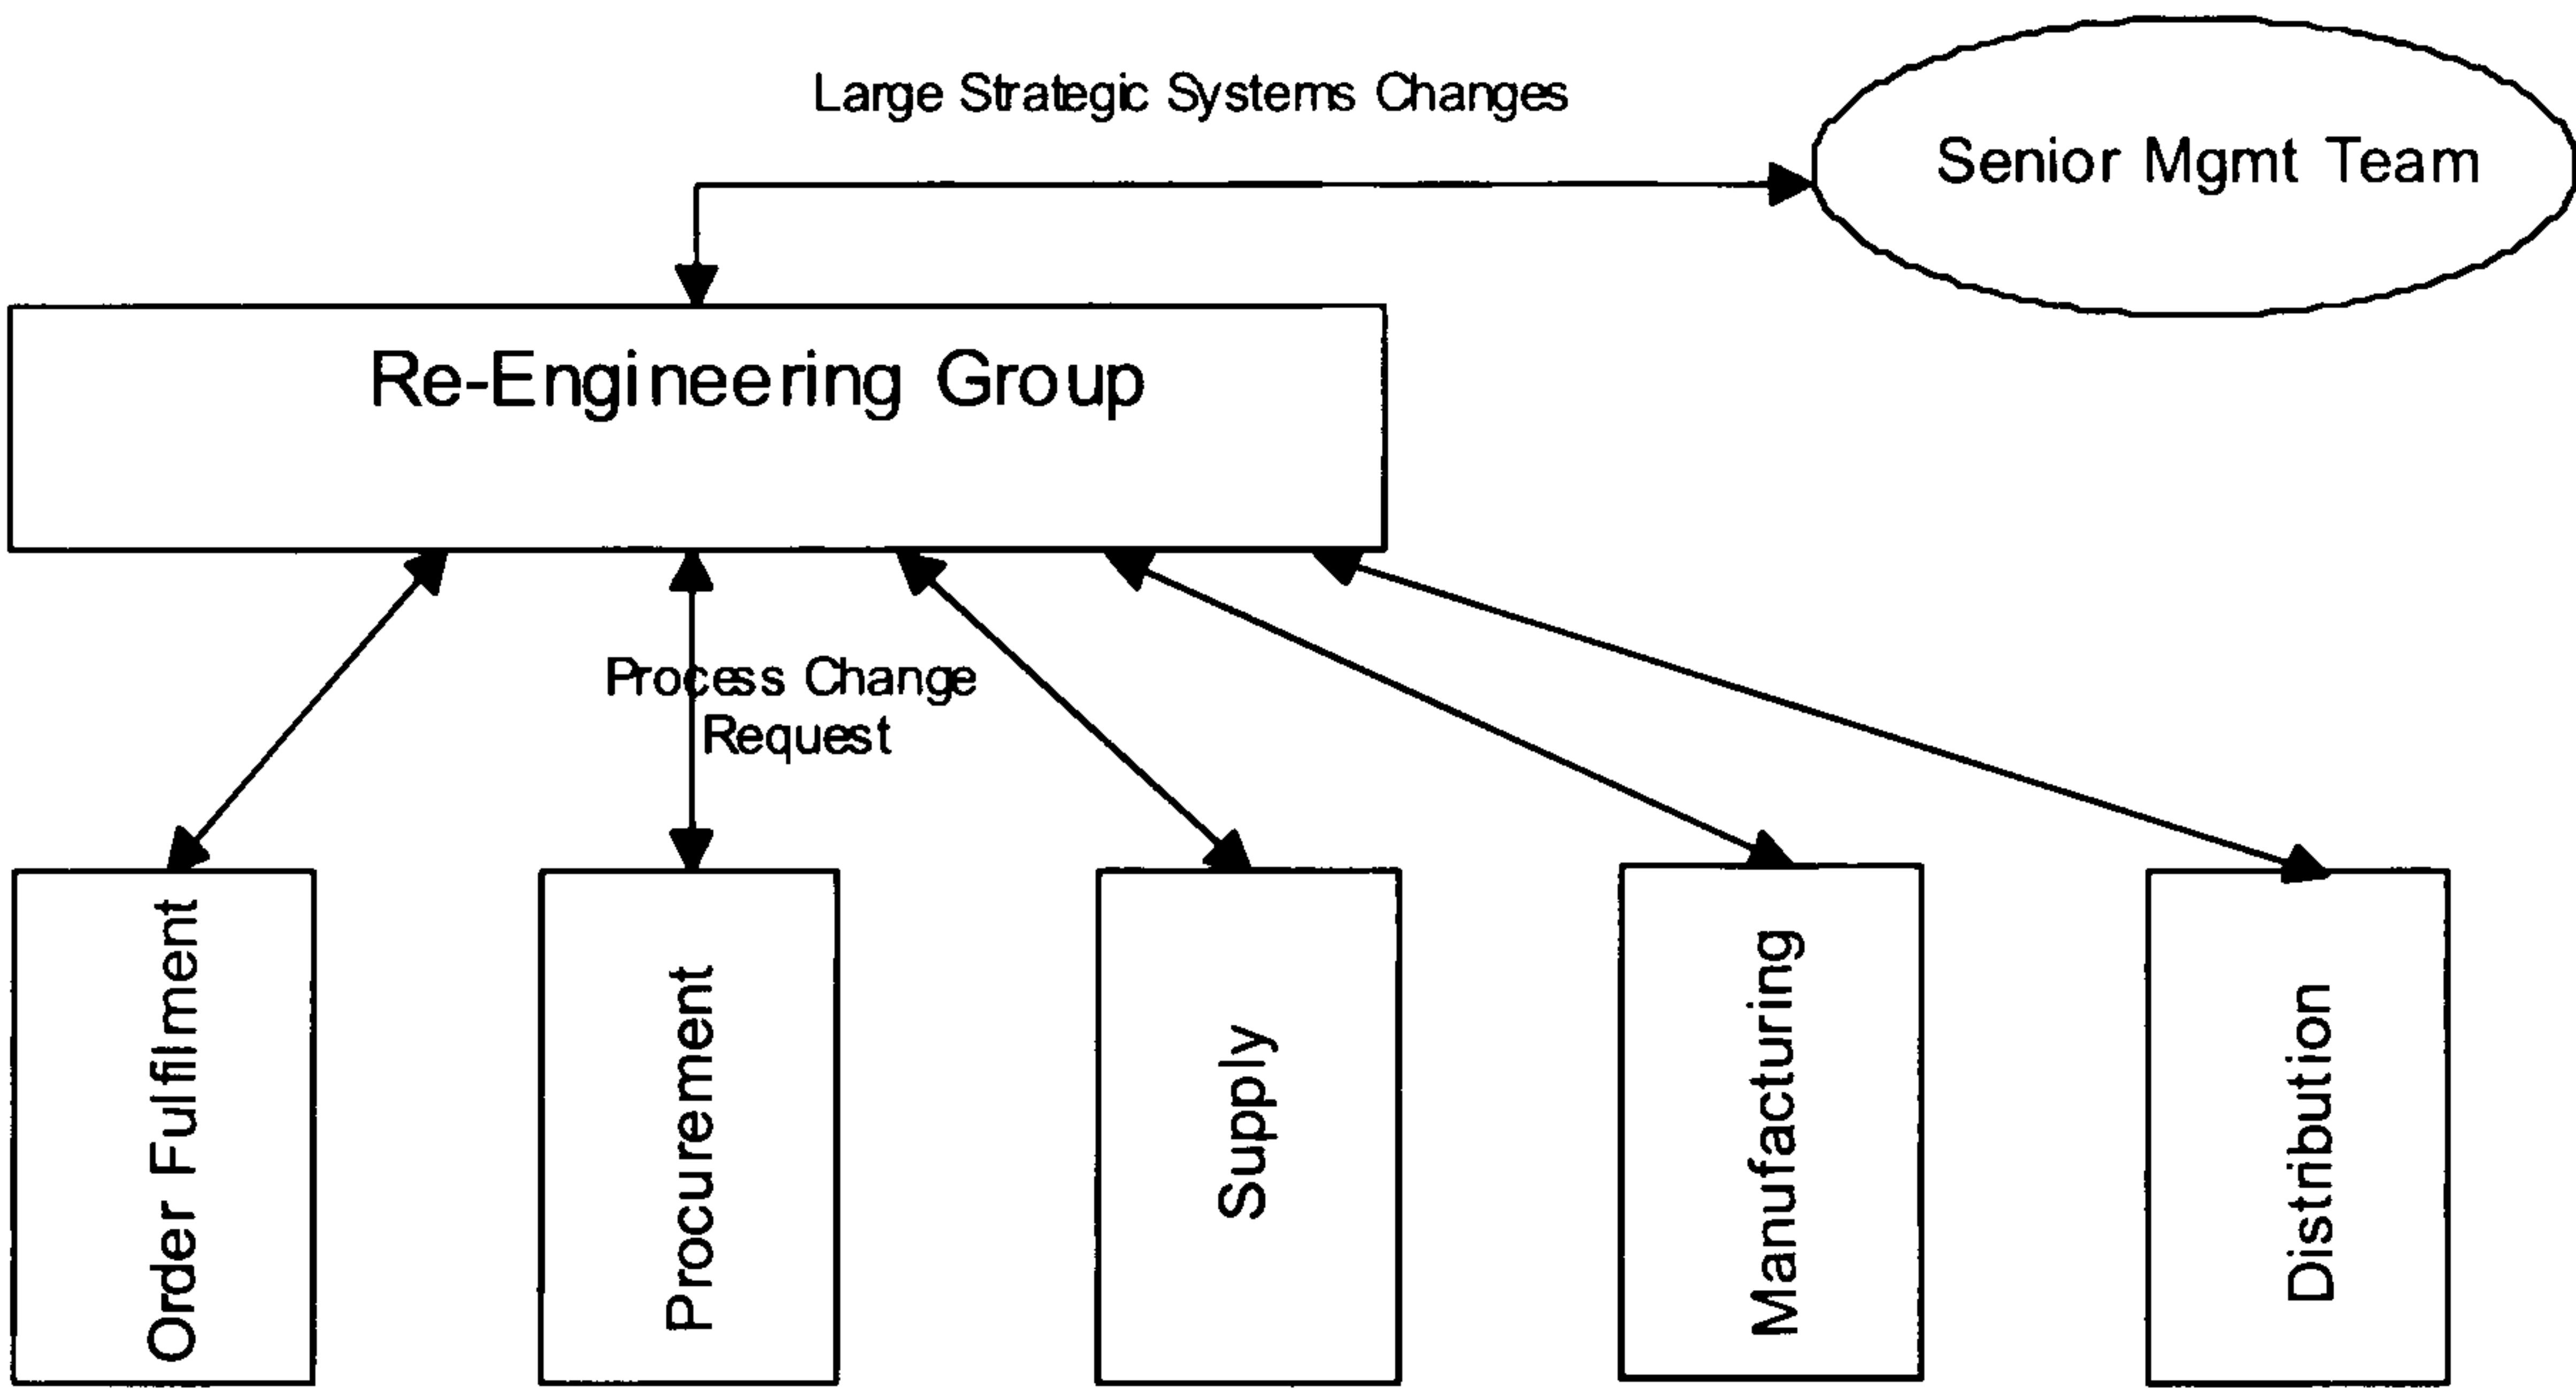 Large Strategic Systems Changes
Senior Mgmt Team
Re-Engineering Group
Process Change
Request
Order Fulfilment
Procurement
Supply
Manufacturing
Distribution